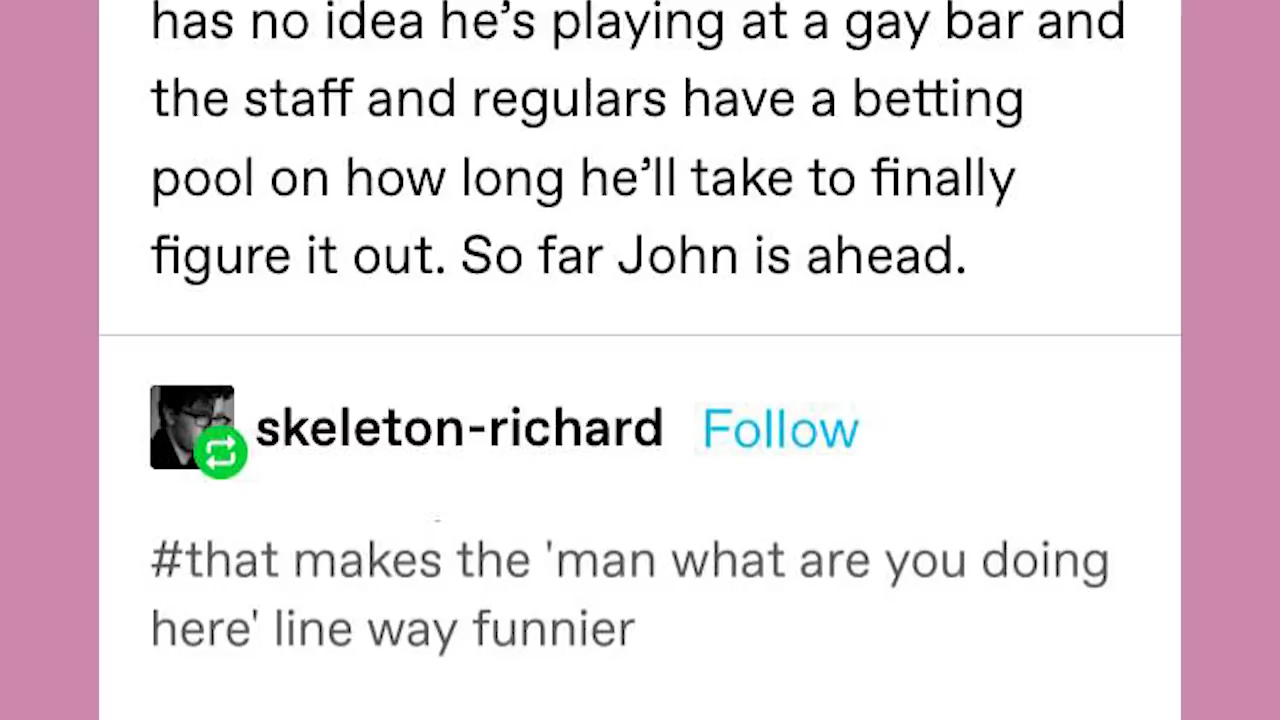 has no idea he’s playing at a gay bar and
the staff and regulars have a betting
pool on how long he’ll take to finally
figure it out. So far John is ahead.
skeleton-richard Follow
#that makes the 'man what are you doing
here' line way funnier